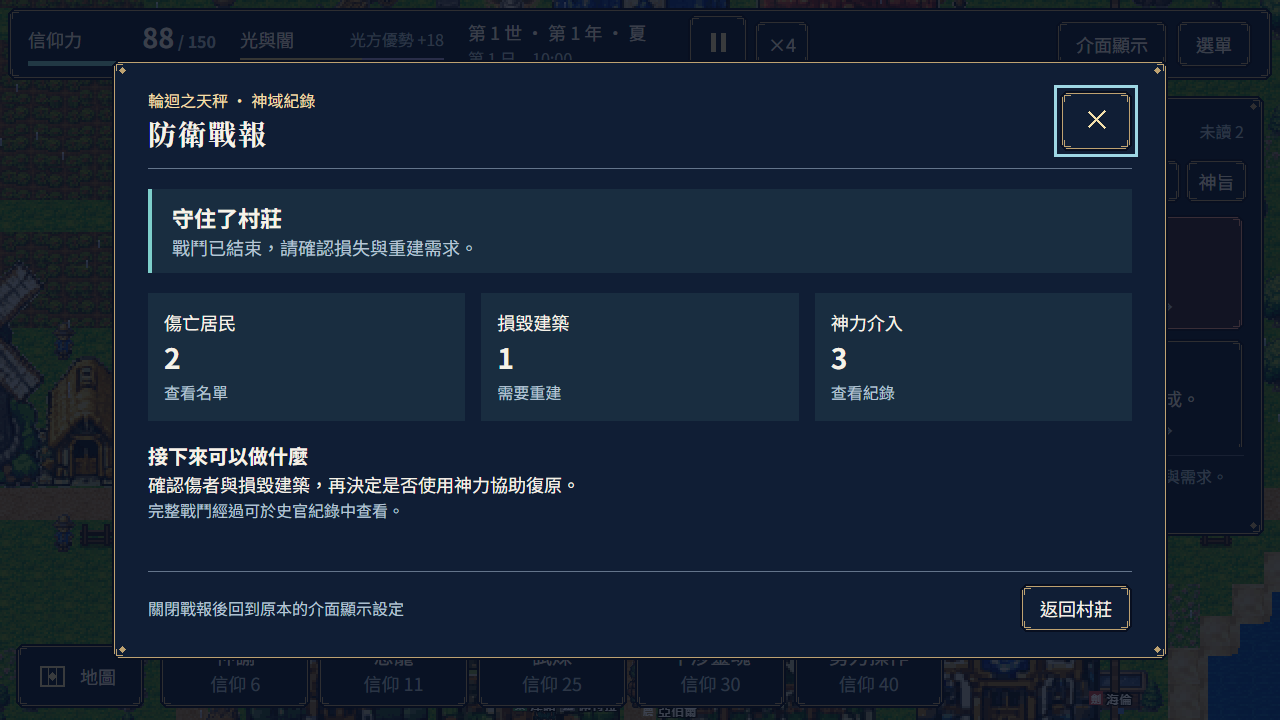 信仰力
88 / 150
光與闇
光方優勢 +18
第 1 世 ・ 第 1 年 ・ 夏
第 1 日 10:00
×4
介面顯示
選單
輪迴之天秤 ・ 神域紀錄
防衛戰報
未讀 2
神旨
守住了村莊
戰鬥已結束，請確認損失與重建需求。
傷亡居民
2
查看名單
損毀建築
1
需要重建
神力介入
3
查看紀錄
成。
與需求。
接下來可以做什麼
確認傷者與損毀建築，再決定是否使用神力協助復原。
完整戰鬥經過可於史官紀錄中查看。
關閉戰報後回到原本的介面顯示設定
返回村莊
地圖
信仰 6
信仰 11
信仰 25
信仰 30
信仰 40
海倫
亞伯爾